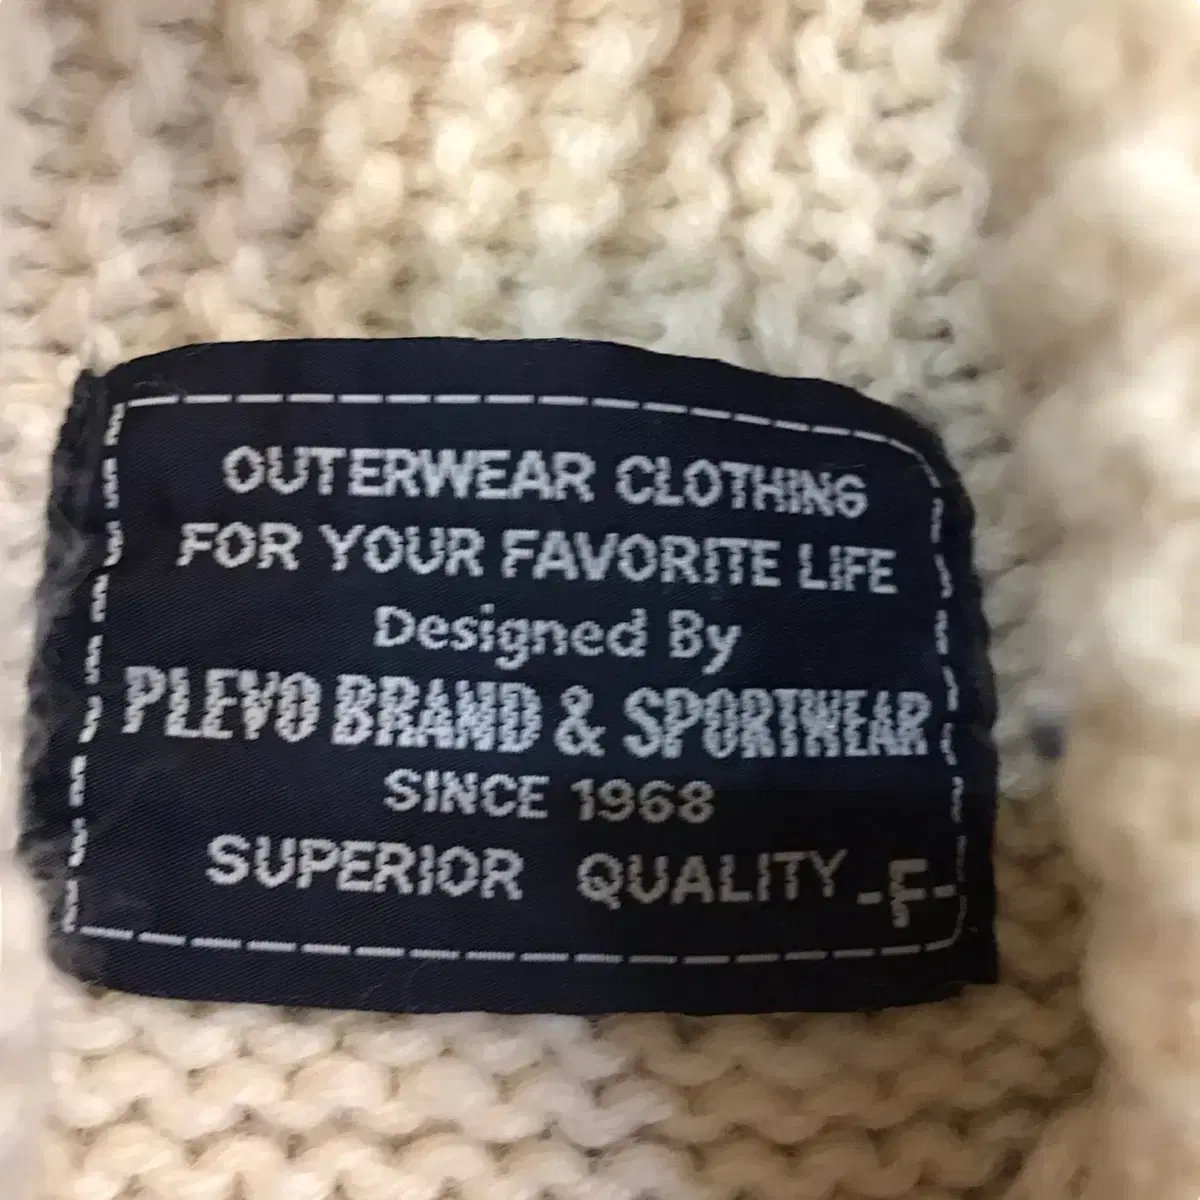 OUTERWEAR CLOTHING
FOR YOUR FAVORITE LIFE
Designed By
PLEVO BRAND & SPORTWEAR
SINCE 1968
SUPERIOR QUALITY -F-